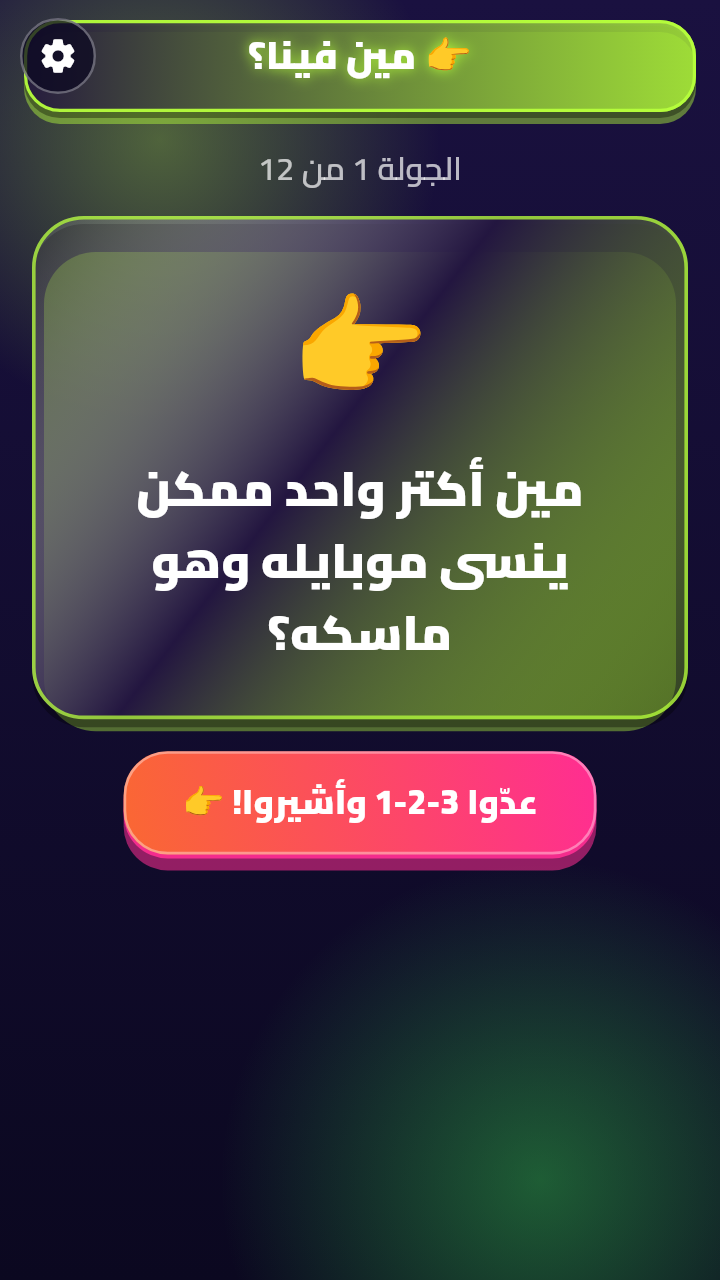 👉 مين فينا؟
الجولة 1 من 12
مين أكتر واحد ممكن
ينسى موبايله وهو
ماسكه؟
عدّوا 3-2-1 وأشيروا! 👉